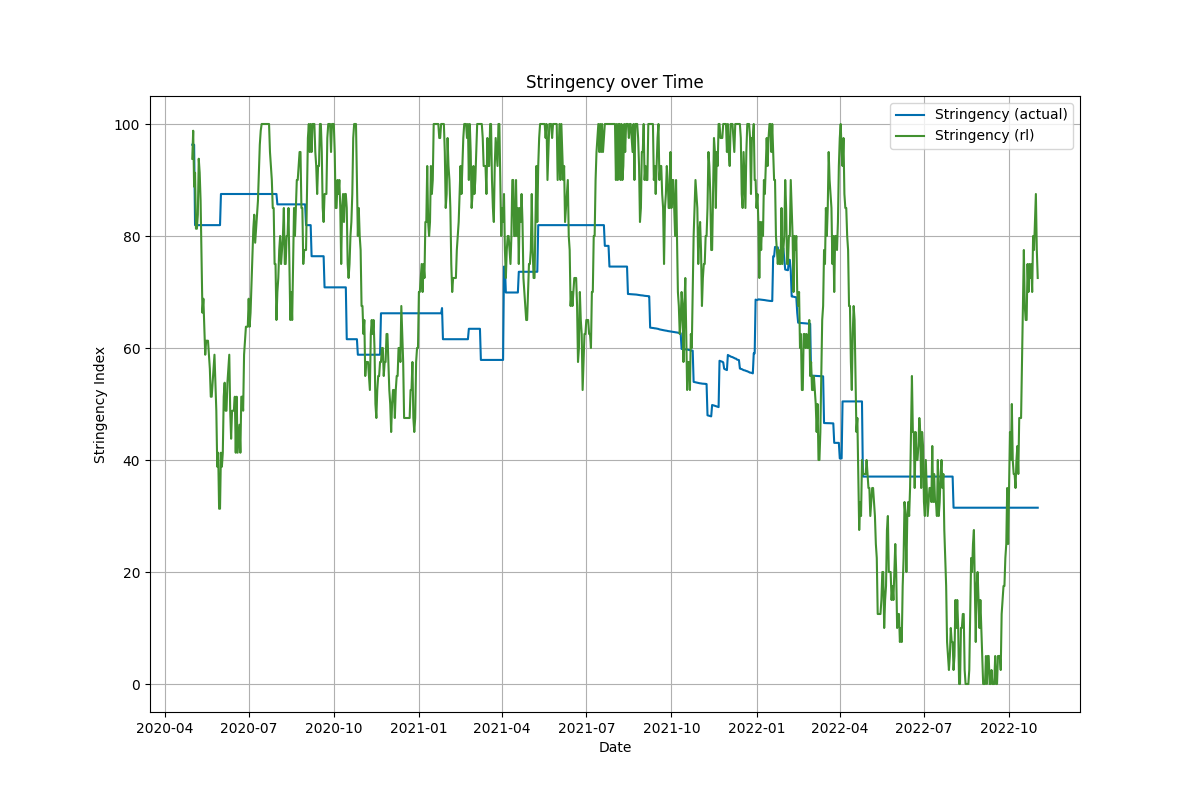 Stringency over Time
Stringency (actual)
Stringency (rl)
Stringency Index
100
80
60
40
20
0
2020-04 2020-07 2020-10 2021-01 2021-04 2021-07 2021-10 2022-01 2022-04 2022-07 2022-10
Date